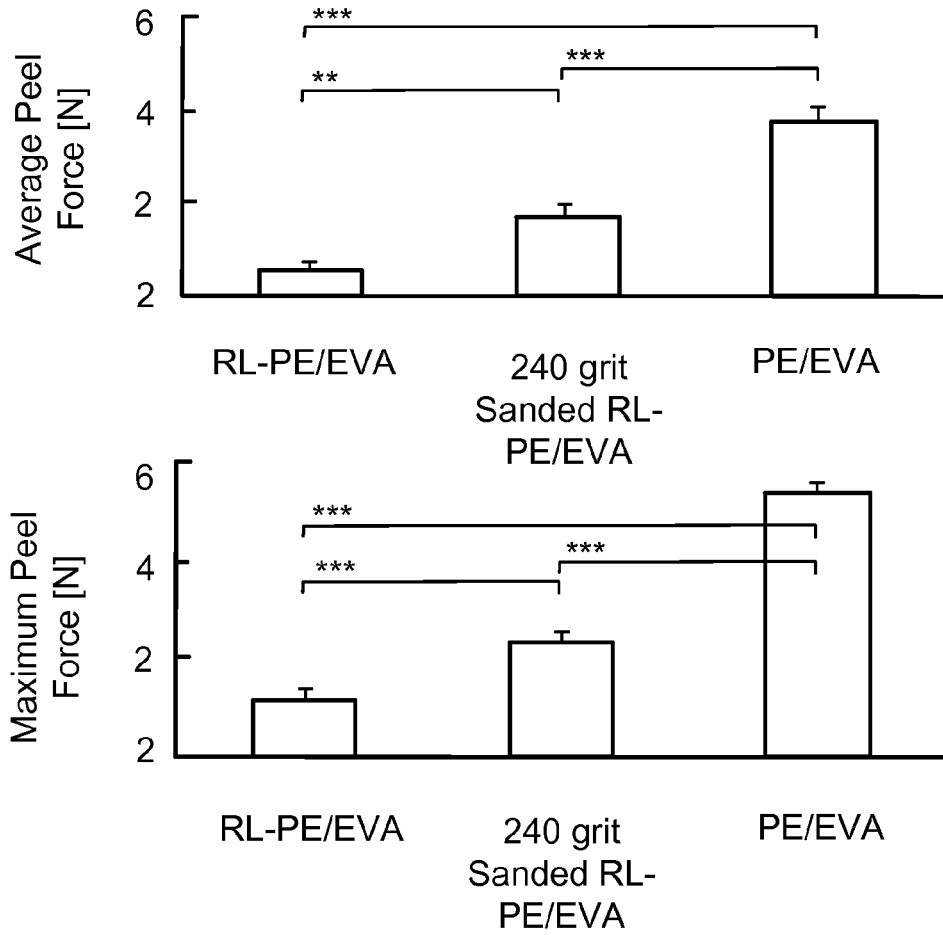 6
***
***
**
4
Average Peel
Force [N]
2
2
RL-PE/EVA
240 grit
Sanded RL-
PE/EVA
PE/EVA
6
***
***
***
4
Maximum Peel
Force [N]
2
2
RL-PE/EVA
240 grit
Sanded RL-
PE/EVA
PE/EVA